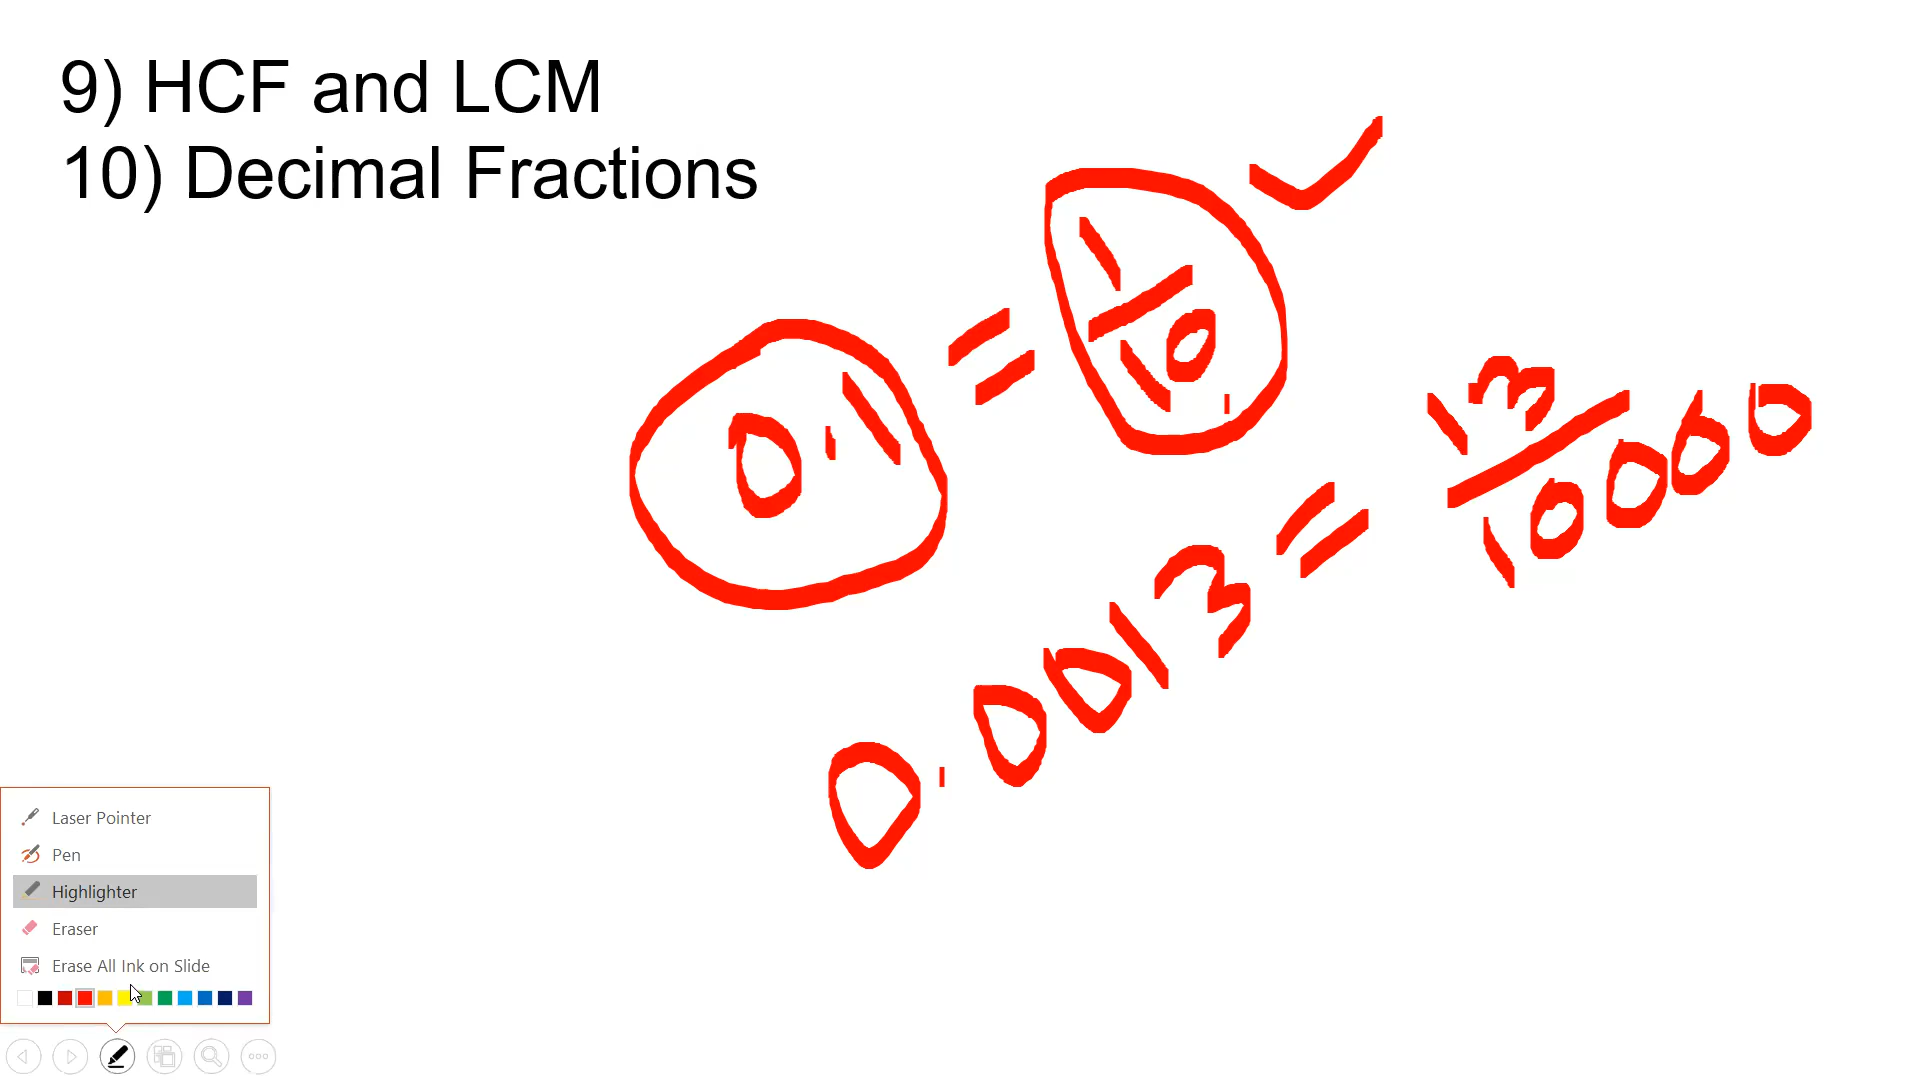 9) HCF and LCM
10) Decimal Fractions
0.1 = 1/10
0.0013 = 13/10000
Laser Pointer
Pen
Highlighter
Eraser
Erase All Ink on Slide